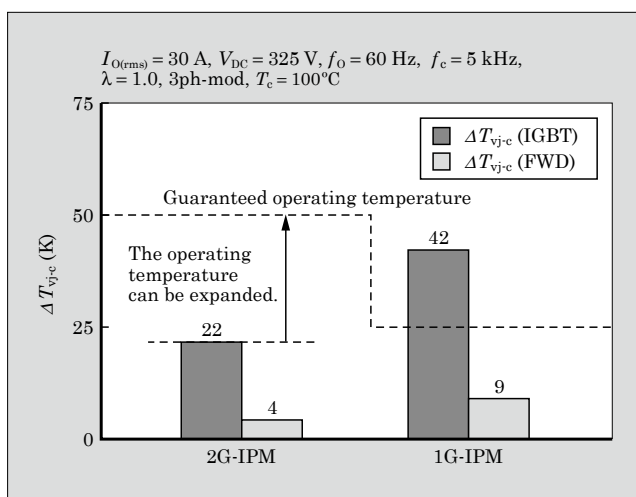 I_O(rms) = 30 A, V_DC = 325 V, f_O = 60 Hz, f_c = 5 kHz,
λ = 1.0, 3ph-mod, T_c = 100°C
75
ΔT_vj-c (IGBT)
ΔT_vj-c (FWD)
Guaranteed operating temperature
50
42
The operating
temperature
can be expanded.
ΔT_vj-c (K)
25
22
9
4
0
2G-IPM
1G-IPM